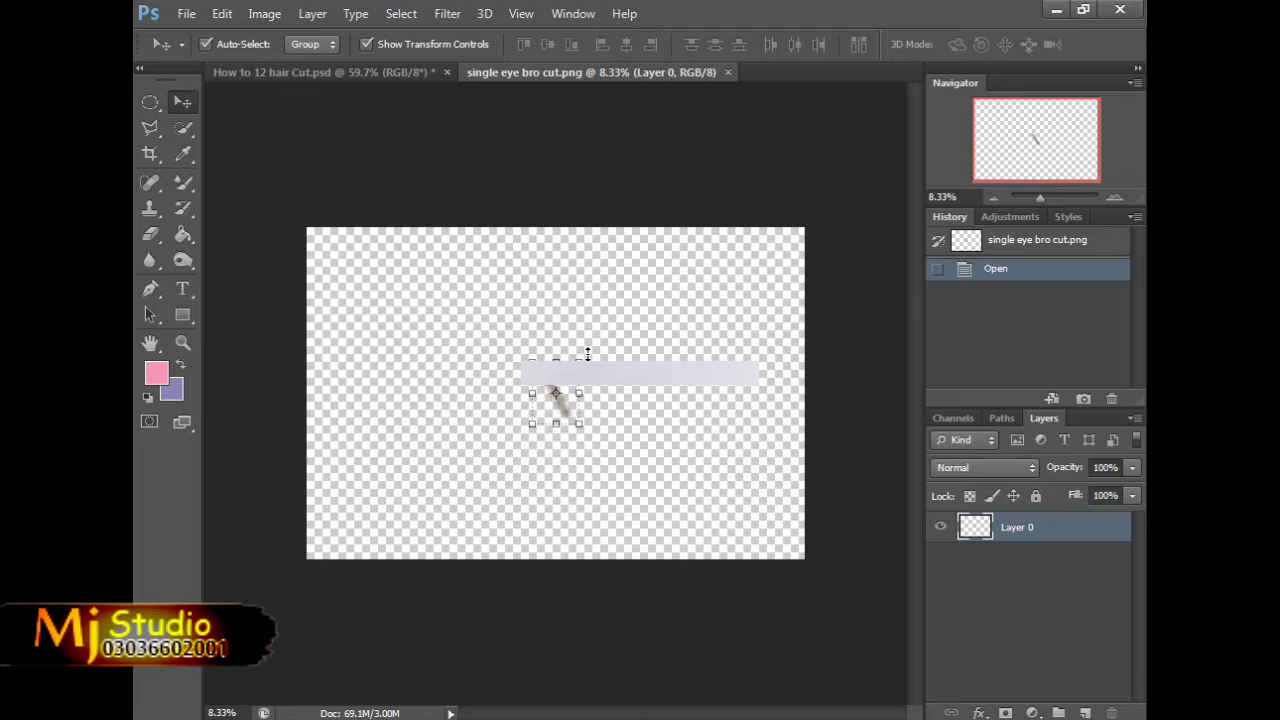 Ps File Edit Image Layer Type Select Filter 3D View Window Help
Auto-Select: Group Show Transform Controls 3D Mode:
How to 12 hair Cut.psd @ 59.7% (RGB/8*) * × single eye bro cut.png @ 8.33% (Layer 0, RGB/8) ×
Navigator
8.33%
History Adjustments Styles
single eye bro cut.png
Open
Channels Paths Layers
Kind
Normal Opacity: 100%
Lock: Fill: 100%
Layer 0
Mj Studio
03036602001
8.33% Doc: 69.1M/3.00M